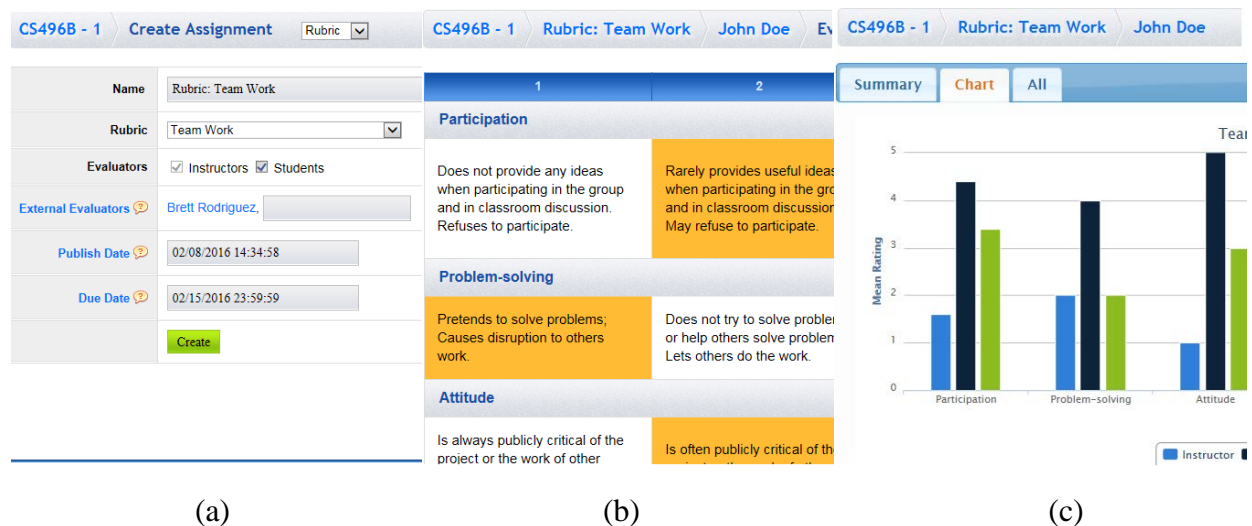 CS496B - 1
Create Assignment
Rubric
Name
Rubric: Team Work
Rubric
Team Work
Evaluators
Instructors
Students
External Evaluators
Brett Rodriguez,
Publish Date
02/08/2016 14:34:58
Due Date
02/15/2016 23:59:59
Create
(a)
CS496B - 1
Rubric: Team Work
John Doe
Ev
1
2
Participation
Does not provide any ideas
when participating in the group
and in classroom discussion.
Refuses to participate.
Rarely provides useful ideas
when participating in the gro
and in classroom discussion
May refuse to participate.
Problem-solving
Pretends to solve problems;
Causes disruption to others
work.
Does not try to solve problem
or help others solve problem
Lets others do the work.
Attitude
Is always publicly critical of the
project or the work of other
Is often publicly critical of th
(b)
CS496B - 1
Rubric: Team Work
John Doe
Summary
Chart
All
Tear
Mean Rating
5
4
3
2
1
0
Participation
Problem-solving
Attitude
Instructor
(c)